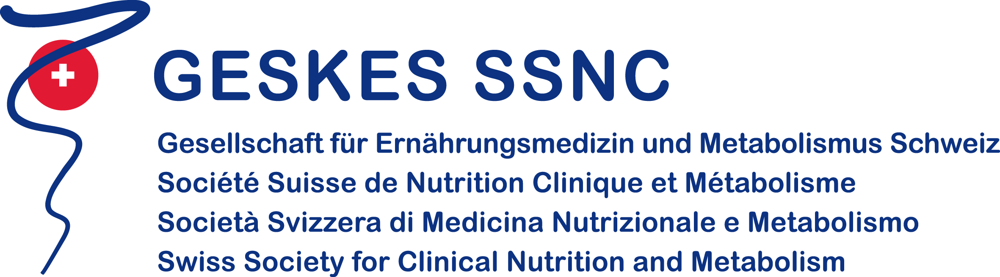 GESKES SSNC
Gesellschaft für Ernährungsmedizin und Metabolismus Schweiz
Société Suisse de Nutrition Clinique et Métabolisme
Società Svizzera di Medicina Nutrizionale e Metabolismo
Swiss Society for Clinical Nutrition and Metabolism